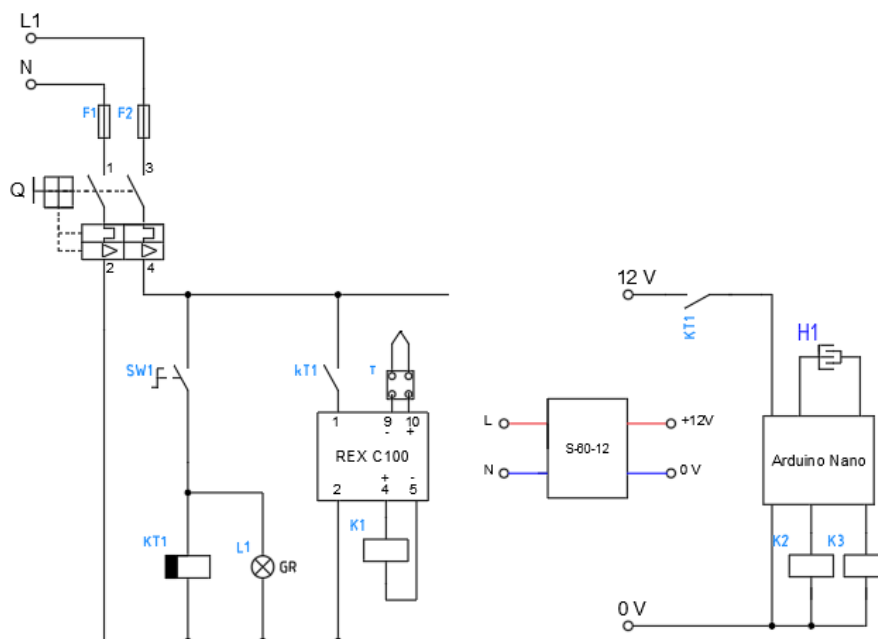 L1
N
F1
F2
1
3
Q
2
4
12 V
KT1
H1
SW1
kT1
T
1
9
10
-
+
REX C100
L
+12V
S-60-12
N
0 V
Arduino Nano
2
+
-
4
5
K1
KT1
L1
GR
K2
K3
0 V